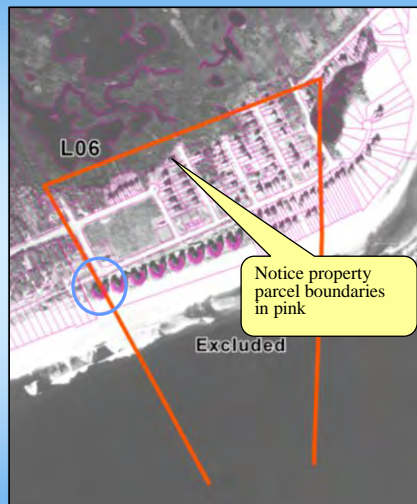 L06
Notice property
parcel boundaries
in pink
Excluded